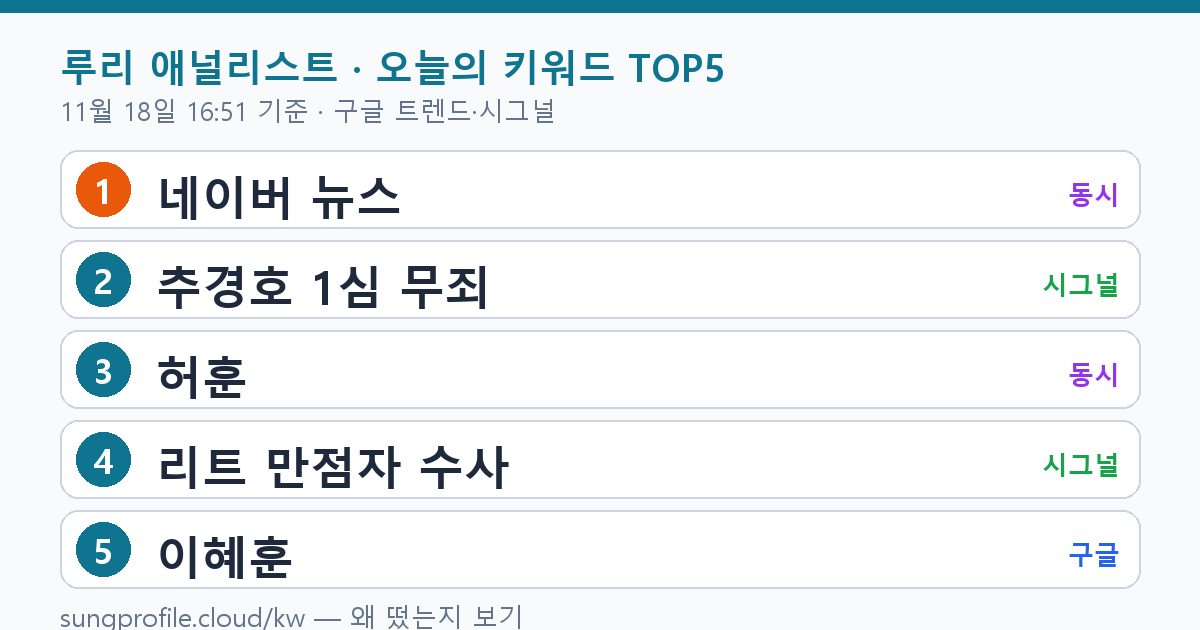 루리 애널리스트 · 오늘의 키워드 TOP5
11월 18일 16:51 기준 · 구글 트렌드·시그널
1 네이버 뉴스 동시
2 추경호 1심 무죄 시그널
3 허훈 동시
4 리트 만점자 수사 시그널
5 이혜훈 구글
sungprofile.cloud/kw — 왜 떴는지 보기